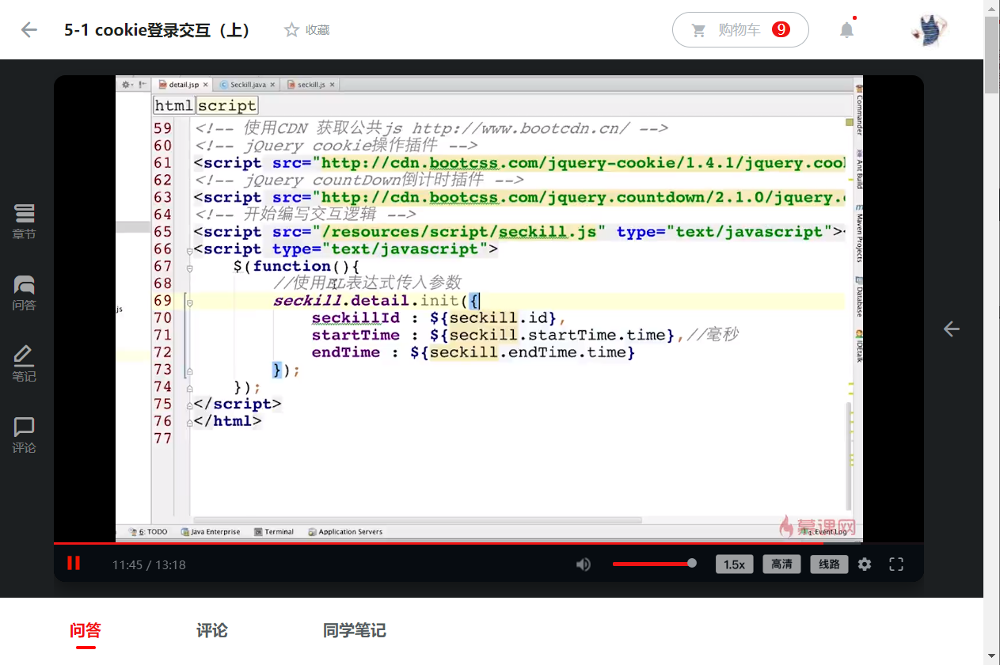 5-1 cookie登录交互（上）
收藏
购物车
9
章节
问答
笔记
评论
detail.jsp
Seckill.java
seckill.js
html
script
59 <!-- 使用CDN 获取公共js http://www.bootcdn.cn/ -->
60 <!-- jQuery cookie操作插件 -->
61 <script src="http://cdn.bootcss.com/jquery-cookie/1.4.1/jquery.cook
62 <!-- jQuery countDown倒计时插件 -->
63 <script src="http://cdn.bootcss.com/jquery.countdown/2.1.0/jquery.
64 <!-- 开始编写交互逻辑 -->
65 <script src="/resources/script/seckill.js" type="text/javascript">
66 <script type="text/javascript">
67 $(function(){
68 //使用EL表达式传入参数
69 seckill.detail.init({
70 seckillId : ${seckill.id},
71 startTime : ${seckill.startTime.time},//毫秒
72 endTime : ${seckill.endTime.time}
73 });
74 });
75 </script>
76 </html>
77
js
Commander
Ant Build
Maven Projects
Database
IDEtalk
6: TODO
Java Enterprise
Terminal
Application Servers
Event Log
慕课网
11:45 / 13:18
1.5x
高清
线路
问答
评论
同学笔记